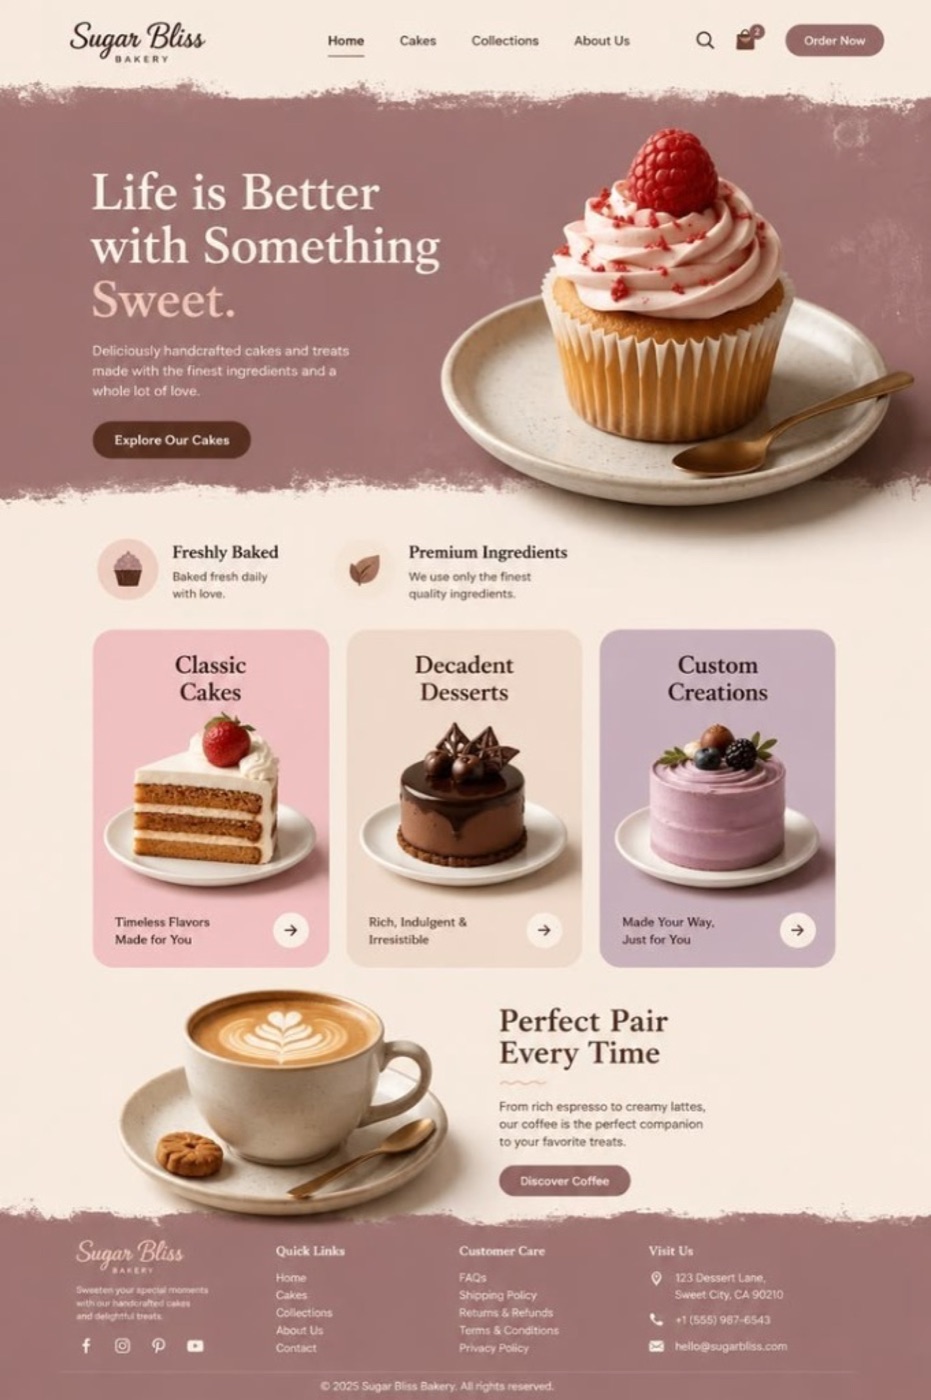 Sugar Bliss
BAKERY
Home
Cakes
Collections
About Us
2
Order Now
Life is Better
with Something
Sweet.
Deliciously handcrafted cakes and treats
made with the finest ingredients and a
whole lot of love.
Explore Our Cakes
Freshly Baked
Baked fresh daily
with love.
Premium Ingredients
We use only the finest
quality ingredients.
Classic
Cakes
Timeless Flavors
Made for You
Decadent
Desserts
Rich, Indulgent &
Irresistible
Custom
Creations
Made Your Way,
Just for You
Perfect Pair
Every Time
From rich espresso to creamy lattes,
our coffee is the perfect companion
to your favorite treats.
Discover Coffee
Sugar Bliss
BAKERY
Sweeten your special moments
with our handcrafted cakes
and delightful treats.
Quick Links
Home
Cakes
Collections
About Us
Contact
Customer Care
FAQs
Shipping Policy
Returns & Refunds
Terms & Conditions
Privacy Policy
Visit Us
123 Dessert Lane,
Sweet City, CA 90210
+1 (555) 987-6543
hello@sugarbliss.com
© 2025 Sugar Bliss Bakery. All rights reserved.